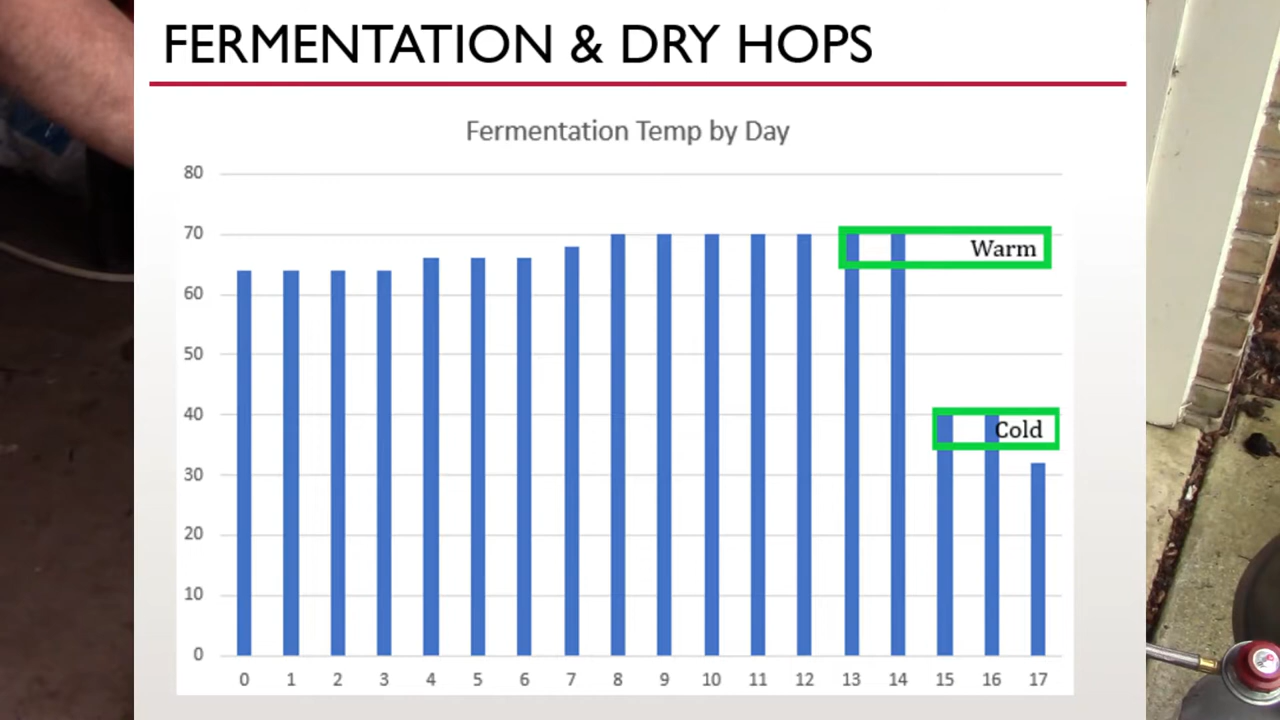 FERMENTATION & DRY HOPS
Fermentation Temp by Day
80
70
Warm
60
50
40
Cold
30
20
10
0
0 1 2 3 4 5 6 7 8 9 10 11 12 13 14 15 16 17